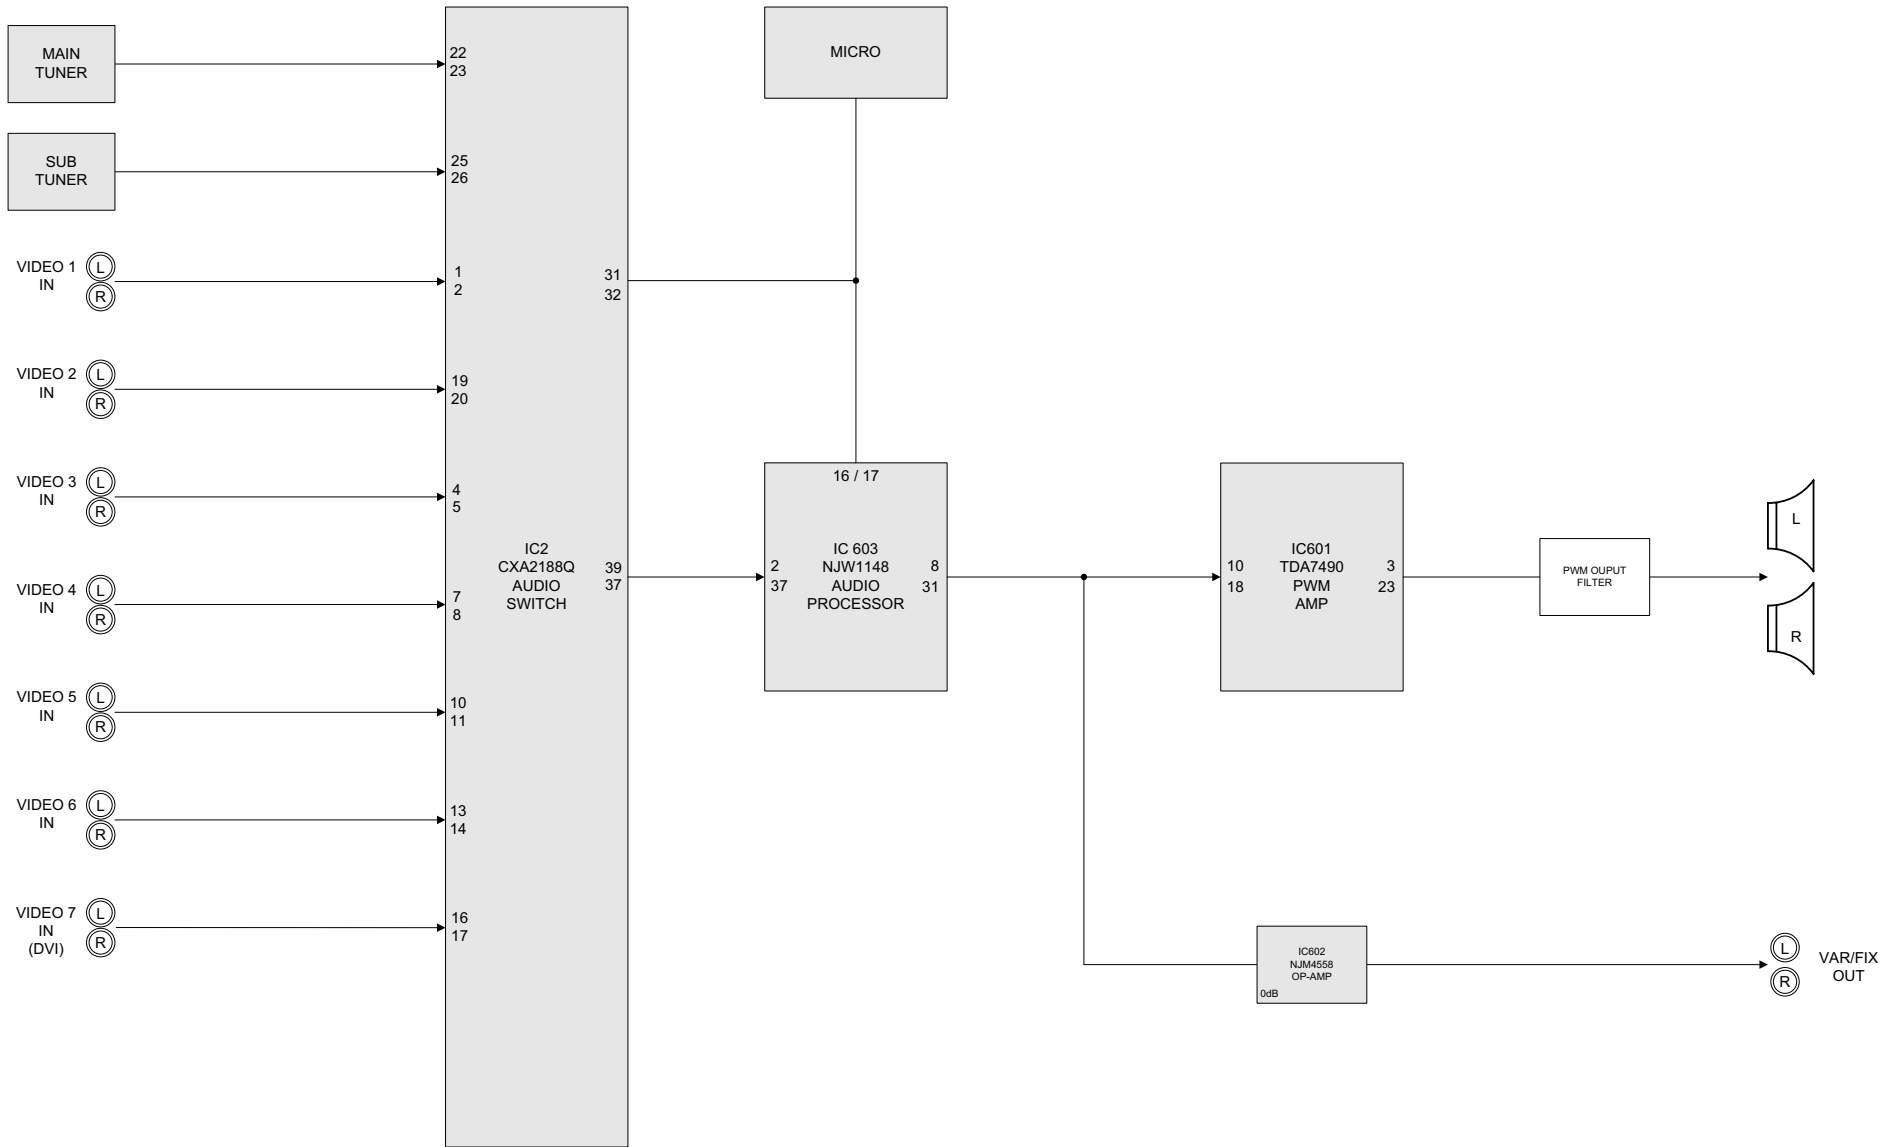 MAIN
TUNER
22
23
MICRO
SUB
TUNER
25
26
VIDEO 1
IN
L
R
1
2
31
32
VIDEO 2
IN
L
R
19
20
VIDEO 3
IN
L
R
4
5
VIDEO 4
IN
L
R
7
8
IC2
CXA2188Q
AUDIO
SWITCH
39
37
16 / 17
2
37
IC 603
NJW1148
AUDIO
PROCESSOR
8
31
10
18
IC601
TDA7490
PWM
AMP
3
23
PWM OUPUT
FILTER
L
R
VIDEO 5
IN
L
R
10
11
VIDEO 6
IN
L
R
13
14
VIDEO 7
IN
(DVI)
L
R
16
17
IC602
NJM4558
OP-AMP
0dB
L
R
VAR/FIX
OUT